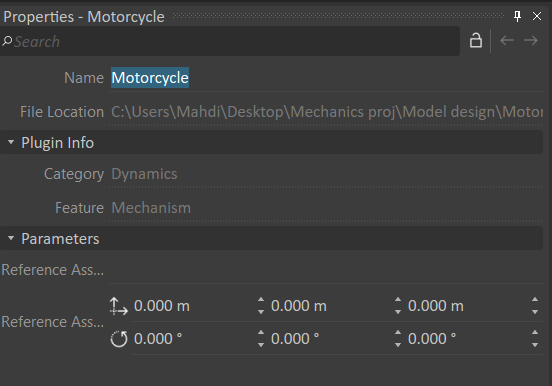 Properties - Motorcycle
Search
Name Motorcycle
File Location C:\Users\Mahdi\Desktop\Mechanics proj\Model design\Motor
Plugin Info
Category Dynamics
Feature Mechanism
Parameters
Reference Ass...
Reference Ass... 0.000 m 0.000 m 0.000 m
0.000 ° 0.000 ° 0.000 °